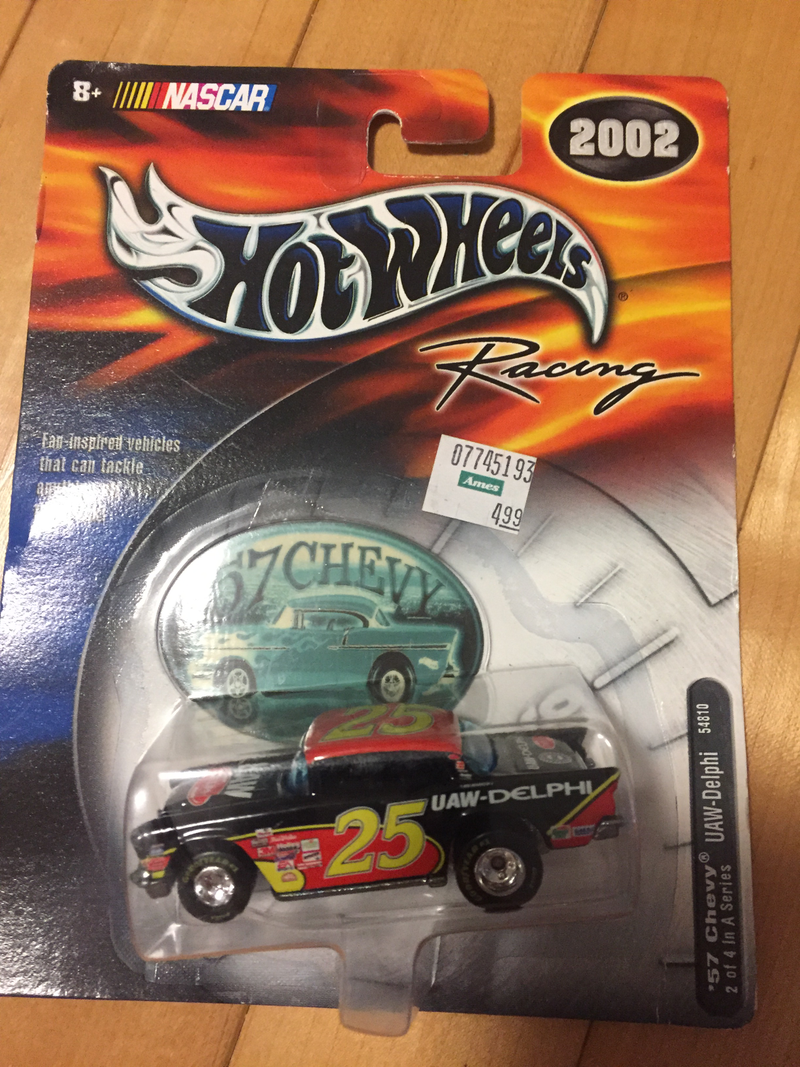 8+
NASCAR
2002
Hot Wheels®
Racing
Fan-inspired vehicles
that can tackle
07745193
Ames
4.99
57 CHEVY
25
UAW-DELPHI
25
'57 Chevy® UAW-Delphi 54810
2 of 4 In A Series